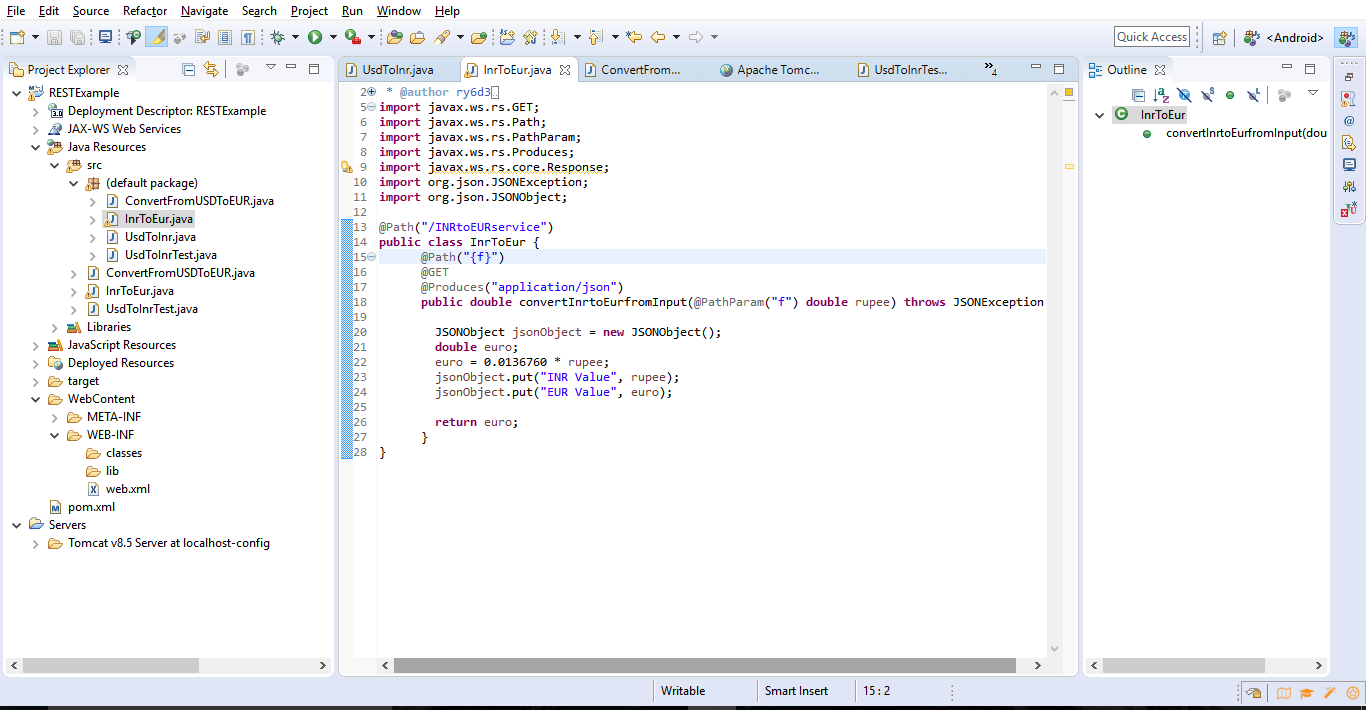 File Edit Source Refactor Navigate Search Project Run Window Help
Quick Access <Android>
Project Explorer
RESTExample
Deployment Descriptor: RESTExample
JAX-WS Web Services
Java Resources
src
(default package)
ConvertFromUSDToEUR.java
InrToEur.java
UsdToInr.java
UsdToInrTest.java
ConvertFromUSDToEUR.java
InrToEur.java
UsdToInrTest.java
Libraries
JavaScript Resources
Deployed Resources
target
WebContent
META-INF
WEB-INF
classes
lib
web.xml
pom.xml
Servers
Tomcat v8.5 Server at localhost-config
UsdToInr.java InrToEur.java ConvertFrom... Apache Tomc... UsdToInrTes... »4
2 * @author ry6d3
5 import javax.ws.rs.GET;
6 import javax.ws.rs.Path;
7 import javax.ws.rs.PathParam;
8 import javax.ws.rs.Produces;
9 import javax.ws.rs.core.Response;
10 import org.json.JSONException;
11 import org.json.JSONObject;
12
13 @Path("/INRtoEURservice")
14 public class InrToEur {
15 @Path("{f}")
16 @GET
17 @Produces("application/json")
18 public double convertInrtoEurfromInput(@PathParam("f") double rupee) throws JSONException
19
20 JSONObject jsonObject = new JSONObject();
21 double euro;
22 euro = 0.0136760 * rupee;
23 jsonObject.put("INR Value", rupee);
24 jsonObject.put("EUR Value", euro);
25
26 return euro;
27 }
28 }
Outline
InrToEur
convertInrtoEurfromInput(dou
Writable Smart Insert 15 : 2